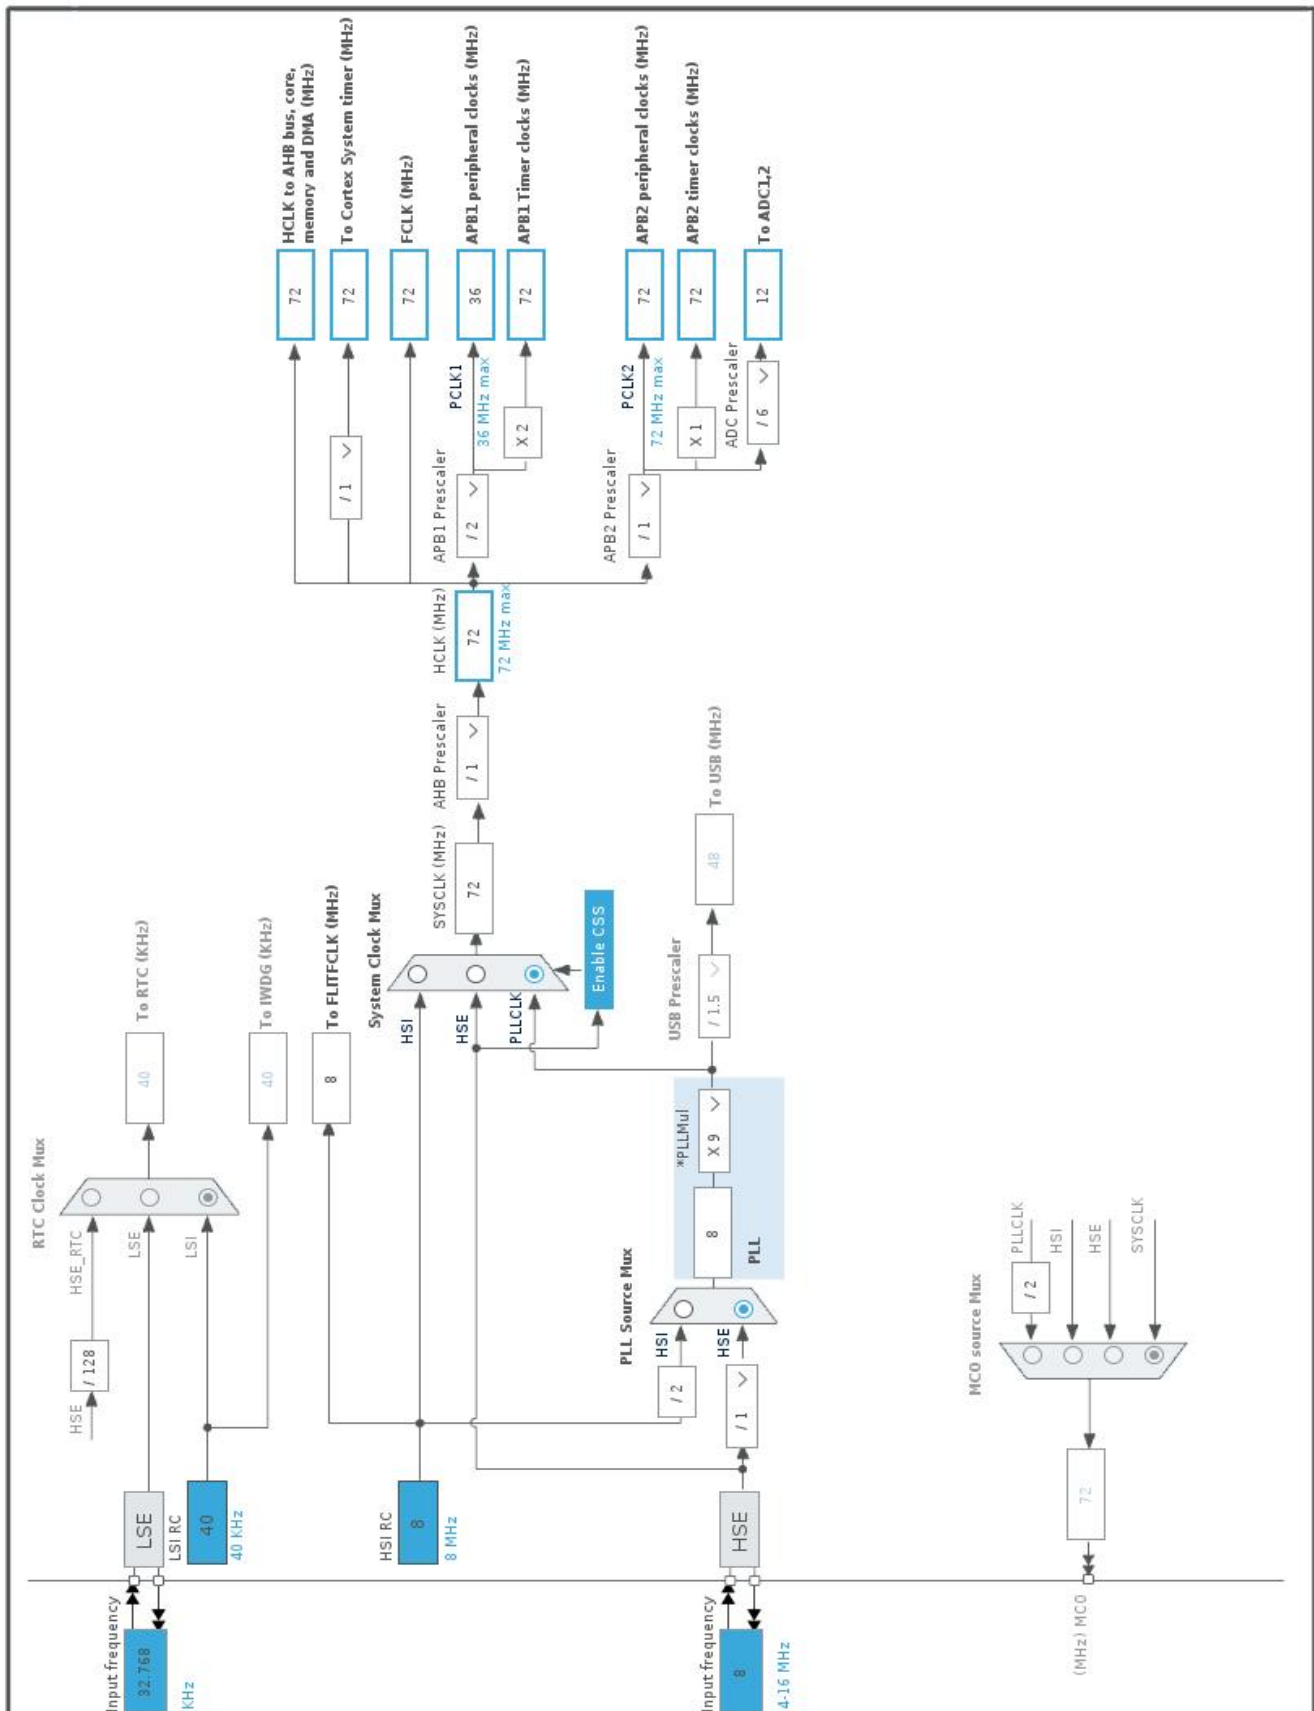 RTC Clock Mux
HSE
/ 128
HSE_RTC
LSE
LSI
40
To RTC (KHz)
40
To IWDG (KHz)
Input frequency
32.768
KHz
LSE
LSI RC
40
40 KHz
8
To FLITFCLK (MHz)
HSI RC
8
8 MHz
System Clock Mux
HSI
HSE
PLLCLK
Enable CSS
SYSCLK (MHz)
72
AHB Prescaler
/ 1
HCLK (MHz)
72
72 MHz max
72
HCLK to AHB bus, core,
memory and DMA (MHz)
/ 1
72
To Cortex System timer (MHz)
72
FCLK (MHz)
APB1 Prescaler
/ 2
PCLK1
36 MHz max
36
APB1 peripheral clocks (MHz)
X 2
72
APB1 Timer clocks (MHz)
APB2 Prescaler
/ 1
PCLK2
72 MHz max
72
APB2 peripheral clocks (MHz)
X 1
72
APB2 timer clocks (MHz)
ADC Prescaler
/ 6
12
To ADC1,2
Input frequency
8
4-16 MHz
HSE
PLL Source Mux
/ 2
HSI
/ 1
HSE
8
*PLLMul
X 9
PLL
USB Prescaler
/ 1.5
48
To USB (MHz)
MCO source Mux
/ 2
PLLCLK
HSI
HSE
SYSCLK
72
(MHz) MCO